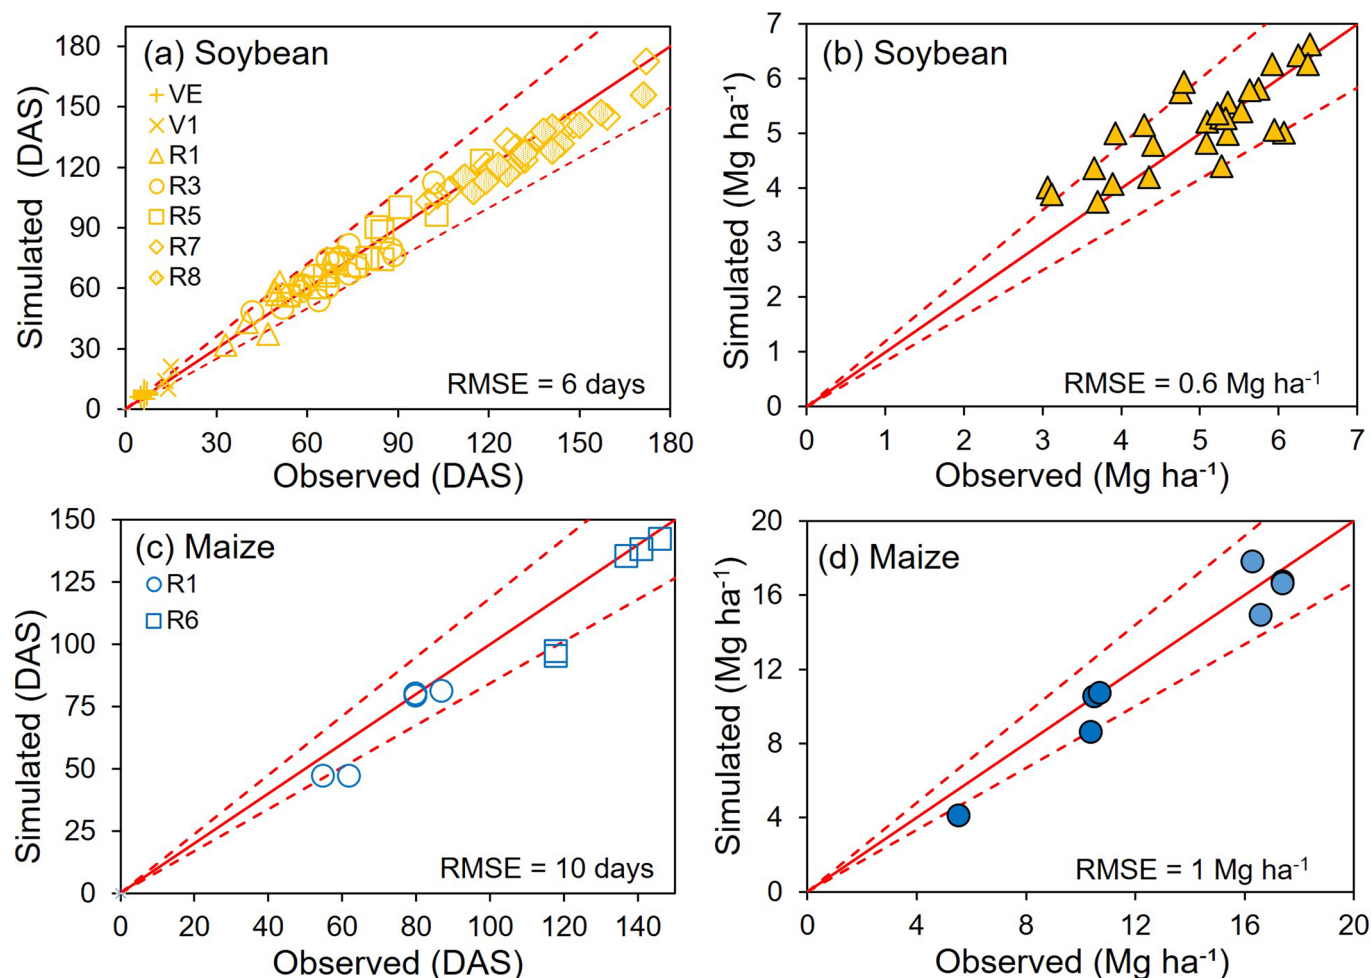 (a) Soybean
VE
V1
R1
R3
R5
R7
R8
RMSE = 6 days
Simulated (DAS)
180
150
120
90
60
30
0
0 30 60 90 120 150 180
Observed (DAS)
(b) Soybean
RMSE = 0.6 Mg ha⁻¹
Simulated (Mg ha⁻¹)
7
6
5
4
3
2
1
0
0 1 2 3 4 5 6 7
Observed (Mg ha⁻¹)
(c) Maize
R1
R6
RMSE = 10 days
Simulated (DAS)
150
125
100
75
50
25
0
0 20 40 60 80 100 120 140
Observed (DAS)
(d) Maize
RMSE = 1 Mg ha⁻¹
Simulated (Mg ha⁻¹)
20
16
12
8
4
0
0 4 8 12 16 20
Observed (Mg ha⁻¹)